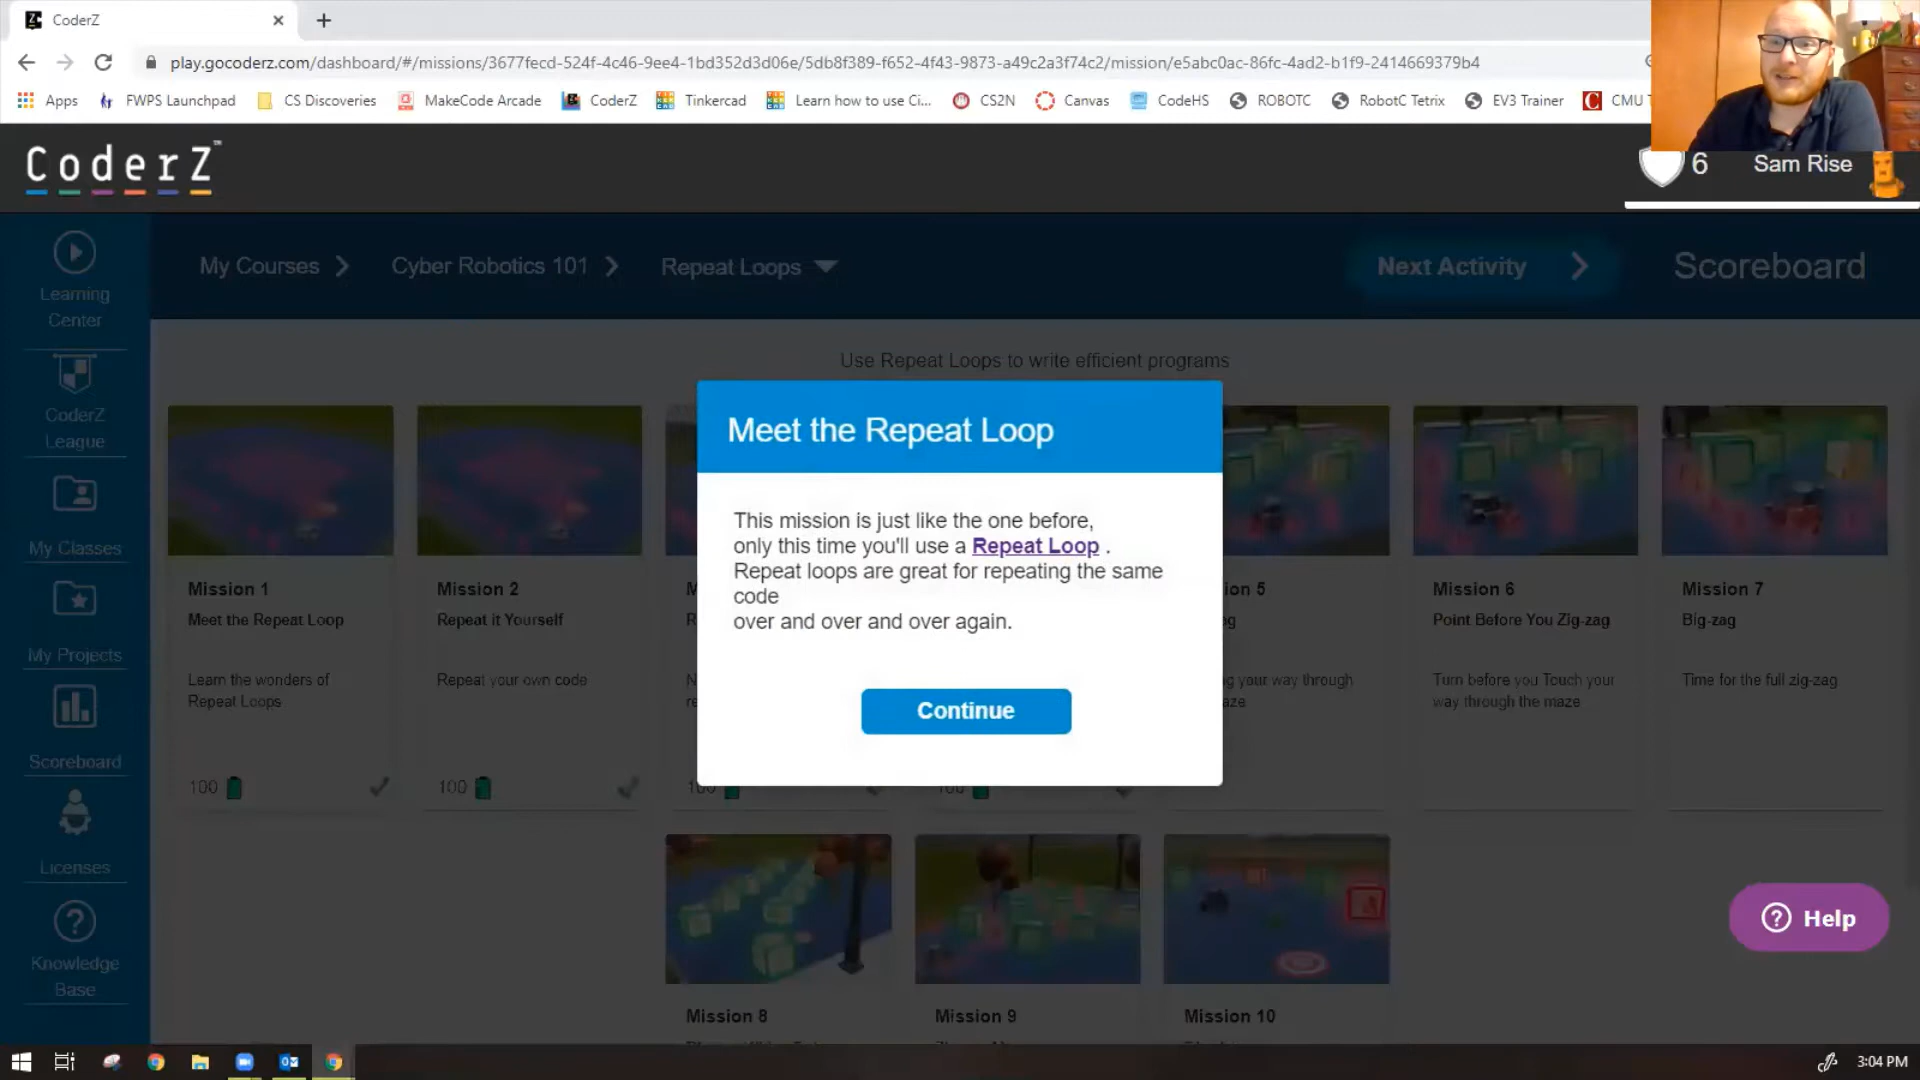 CoderZ
play.gocoderz.com/dashboard/#/missions/3677fecd-524f-4c46-9ee4-1bd352d3d06e/5db8f389-f652-4f43-9873-a49c2a3f74c2/mission/e5abc0ac-86fc-4ad2-b1f9-2414669379b4
Apps FWPS Launchpad CS Discoveries MakeCode Arcade CoderZ Tinkercad Learn how to use Ci... CS2N Canvas CodeHS ROBOTC RobotC Tetrix EV3 Trainer CMU
CoderZ™
6 Sam Rise
My Courses Cyber Robotics 101 Repeat Loops Next Activity Scoreboard
Learning
Center
CoderZ
League
My Classes
My Projects
Scoreboard
Licenses
Knowledge
Base
Use Repeat Loops to write efficient programs
Meet the Repeat Loop
This mission is just like the one before,
only this time you'll use a Repeat Loop .
Repeat loops are great for repeating the same
code
over and over and over again.
Continue
Mission 1
Meet the Repeat Loop
Learn the wonders of
Repeat Loops
100
Mission 2
Repeat it Yourself
Repeat your own code
100
100
100
ion 5
g your way through
Mission 6
Point Before You Zig-zag
Turn before you Touch your
way through the maze
Mission 7
Big-zag
Time for the full zig-zag
Mission 8
Mission 9
Mission 10
Help
3:04 PM